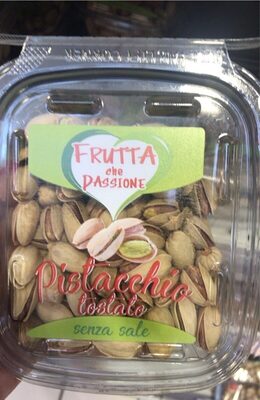 FRUTTA
che
PASSIONE
Pistacchio
tostato
senza sale